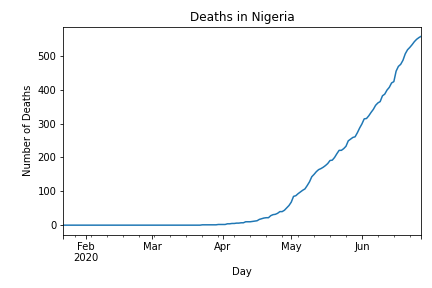 Deaths in Nigeria
Number of Deaths
500
400
300
200
100
0
Feb
2020
Mar
Apr
May
Jun
Day